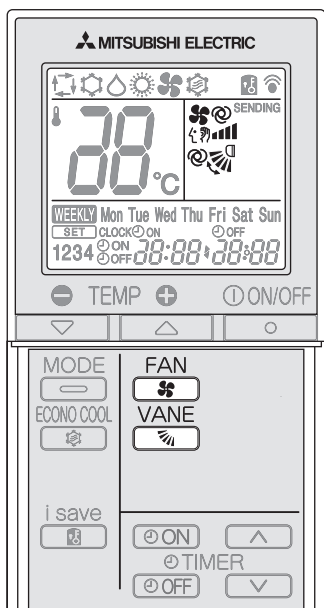 MITSUBISHI ELECTRIC
SENDING
88°C
WEEKLY Mon Tue Wed Thu Fri Sat Sun
SET CLOCK ON OFF
1234 ON OFF 88:88 88:88
TEMP ON/OFF
MODE FAN
ECONO COOL VANE
i save
ON
TIMER
OFF